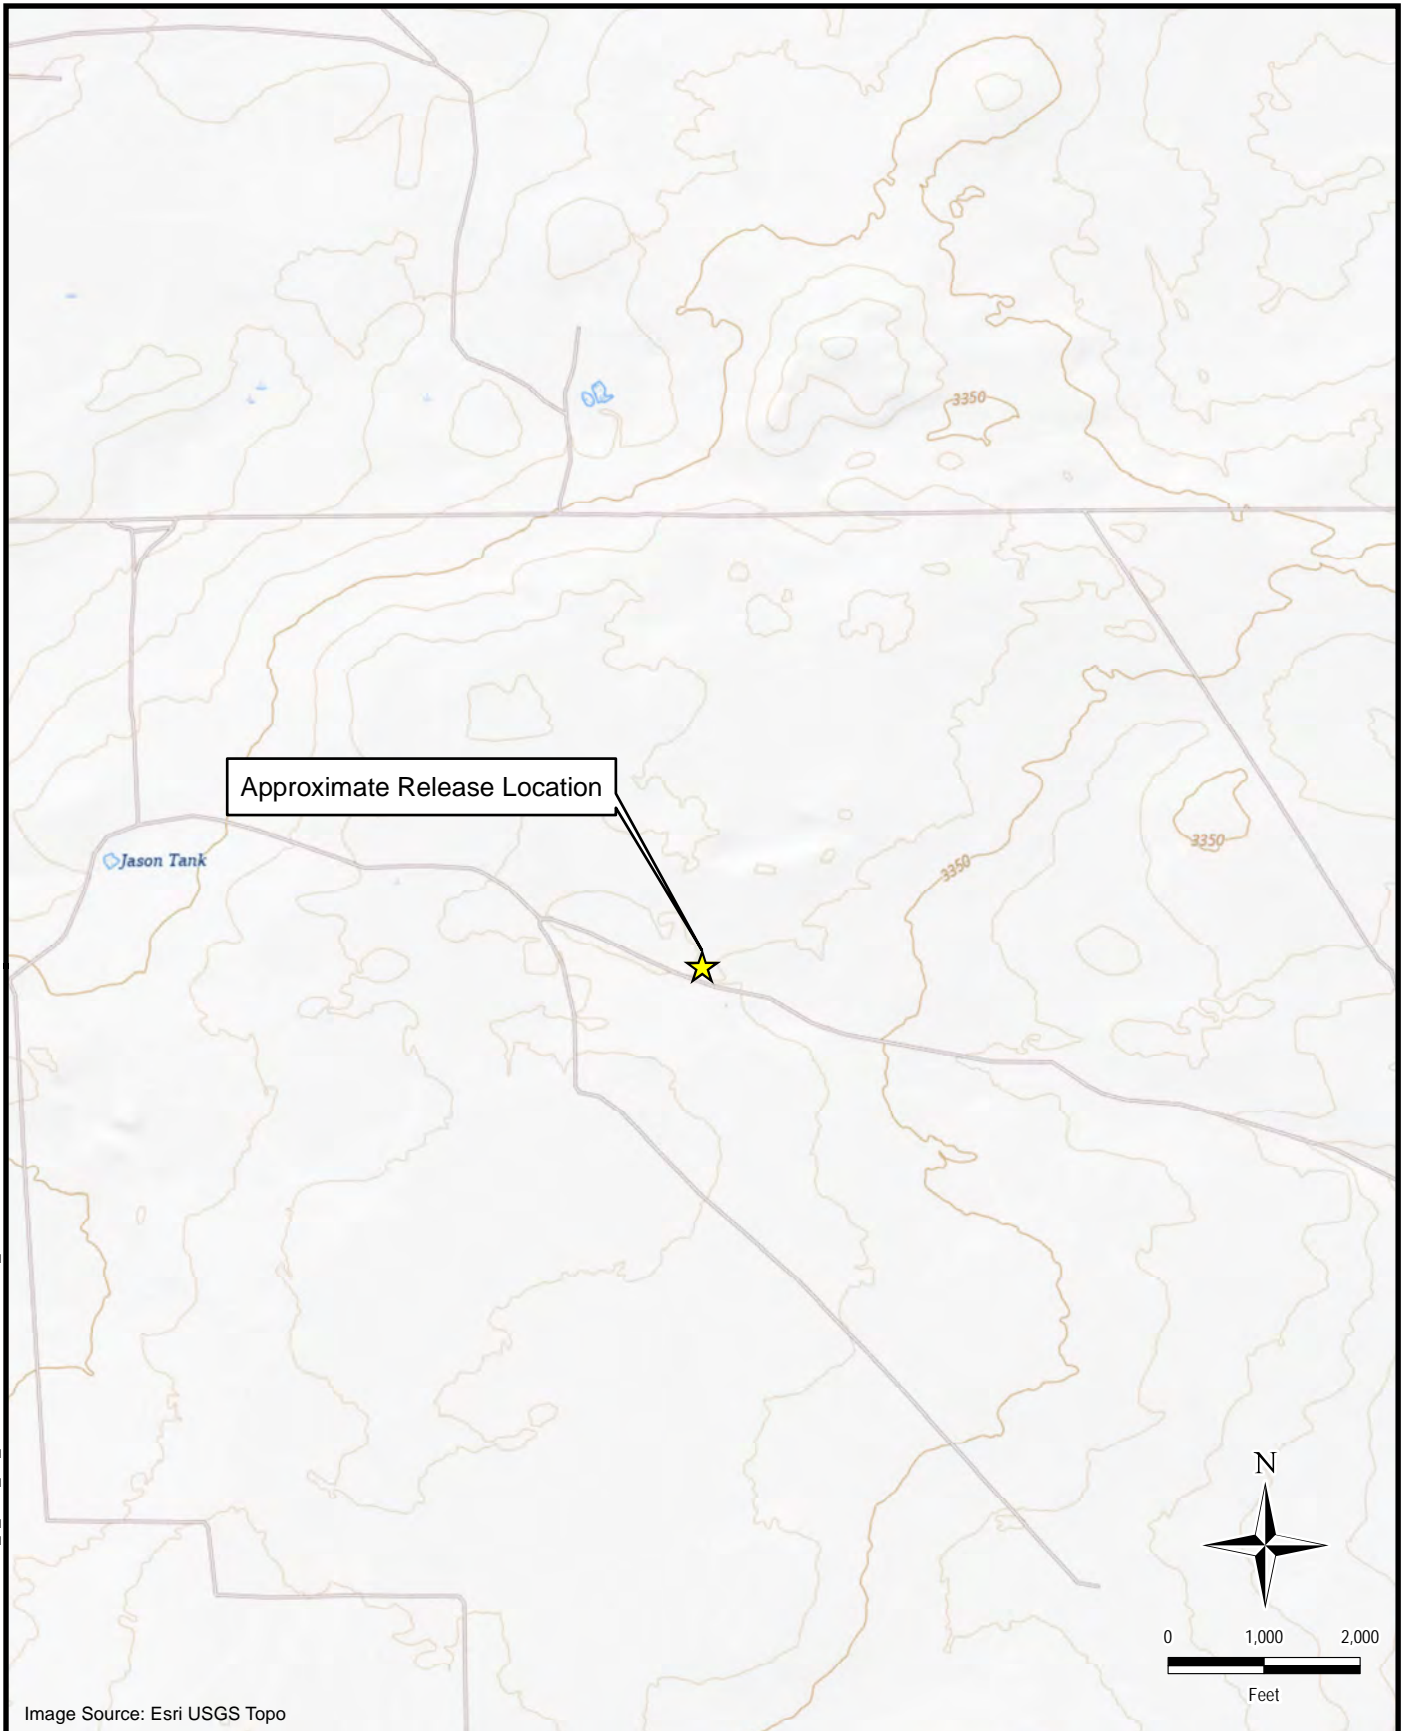 3350
Approximate Release Location
3350
Jason Tank
3350
N
0 1,000 2,000
Feet
Image Source: Esri USGS Topo